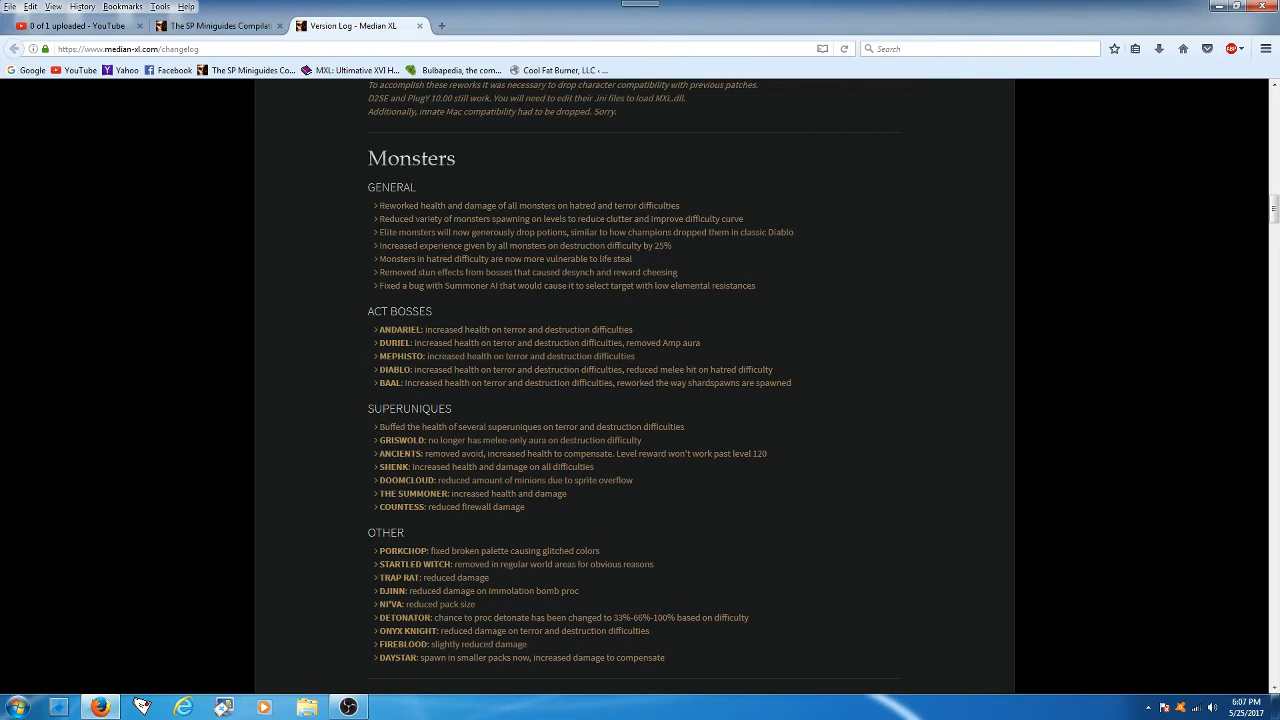 File Edit View History Bookmarks Tools Help
0 of 1 uploaded - YouTube
The SP Miniguides Compati...
Version Log - Median XL
https://www.median-xl.com/changelog
Search
Google YouTube Yahoo Facebook The SP Miniguides Co... MXL: Ultimative XVI H... Bulbapedia, the com... Cool Fat Burner, LLC - ...
To accomplish these reworks it was necessary to drop character compatibility with previous patches.
D2SE and PlugY 10.00 still work. You will need to edit their .ini files to load MXL.dll.
Additionally, innate Mac compatibility had to be dropped. Sorry.
Monsters
GENERAL
> Reworked health and damage of all monsters on hatred and terror difficulties
> Reduced variety of monsters spawning on levels to reduce clutter and improve difficulty curve
> Elite monsters will now generously drop potions, similar to how champions dropped them in classic Diablo
> Increased experience given by all monsters on destruction difficulty by 25%
> Monsters in hatred difficulty are now more vulnerable to life steal
> Removed stun effects from bosses that caused desynch and reward cheesing
> Fixed a bug with Summoner AI that would cause it to select target with low elemental resistances
ACT BOSSES
> ANDARIEL: increased health on terror and destruction difficulties
> DURIEL: increased health on terror and destruction difficulties, removed Amp aura
> MEPHISTO: increased health on terror and destruction difficulties
> DIABLO: increased health on terror and destruction difficulties, reduced melee hit on hatred difficulty
> BAAL: increased health on terror and destruction difficulties, reworked the way shardspawns are spawned
SUPERUNIQUES
> Buffed the health of several superuniques on terror and destruction difficulties
> GRISWOLD: no longer has melee-only aura on destruction difficulty
> ANCIENTS: removed avoid, increased health to compensate. Level reward won't work past level 120
> SHENK: increased health and damage on all difficulties
> DOOMCLOUD: reduced amount of minions due to sprite overflow
> THE SUMMONER: increased health and damage
> COUNTESS: reduced firewall damage
OTHER
> PORKCHOP: fixed broken palette causing glitched colors
> STARTLED WITCH: removed in regular world areas for obvious reasons
> TRAP RAT: reduced damage
> DJINN: reduced damage on immolation bomb proc
> NI'VA: reduced pack size
> DETONATOR: chance to proc detonate has been changed to 33%-66%-100% based on difficulty
> ONYX KNIGHT: reduced damage on terror and destruction difficulties
> FIREBLOOD: slightly reduced damage
> DAYSTAR: spawn in smaller packs now, increased damage to compensate
6:07 PM
5/25/2017